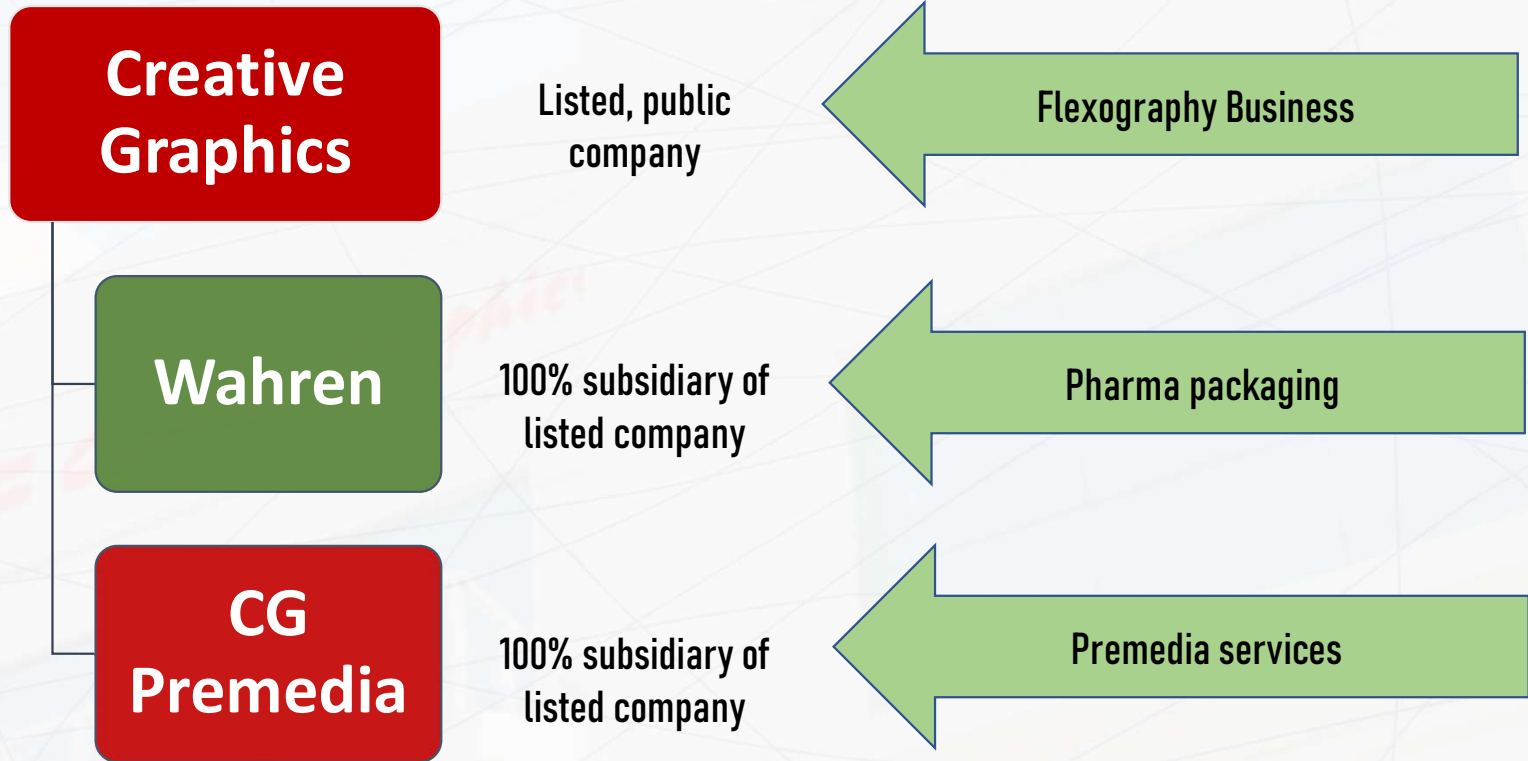 Creative
Graphics
Listed, public
company
Flexography Business
Wahren
100% subsidiary of
listed company
Pharma packaging
CG
Premedia
100% subsidiary of
listed company
Premedia services